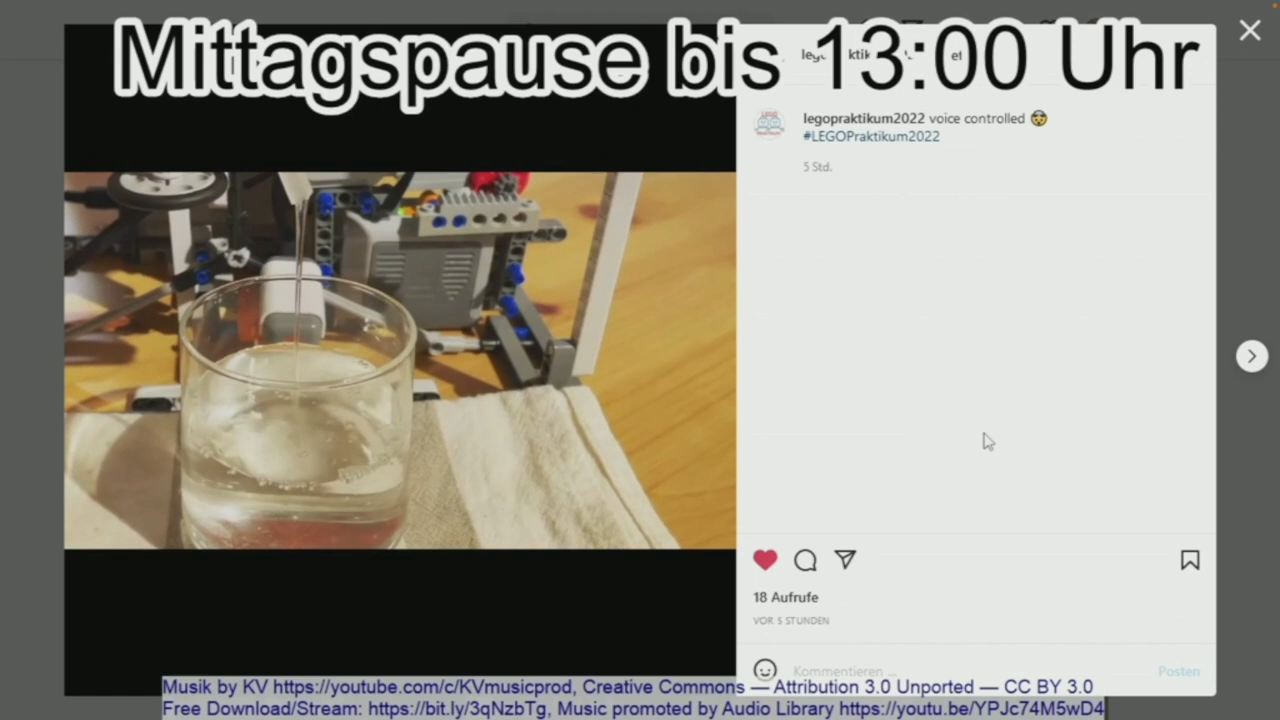 Mittagspause bis 13:00 Uhr
legopraktikum2022 voice controlled 🤯
#LEGOPraktikum2022
5 Std.
18 Aufrufe
VOR 5 STUNDEN
Kommentieren ...
Posten
Musik by KV https://youtube.com/c/KVmusicprod, Creative Commons — Attribution 3.0 Unported — CC BY 3.0
Free Download/Stream: https://bit.ly/3qNzbTg, Music promoted by Audio Library https://youtu.be/YPJc74M5wD4